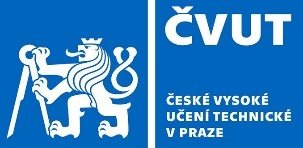 ČVUT
ČESKÉ VYSOKÉ
UČENÍ TECHNICKÉ
V PRAZE